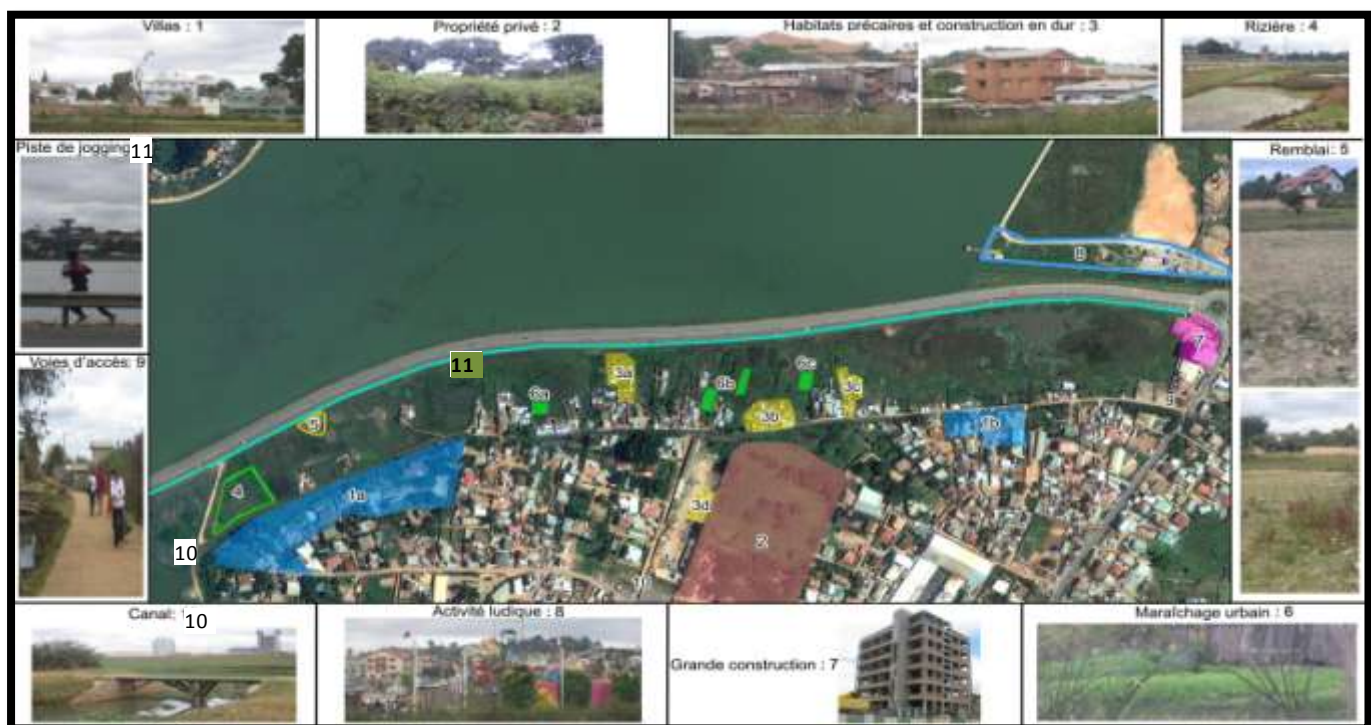 Villas : 1
Propriété privé : 2
Habitats précaires et construction en dur : 3
Rizière : 4
Piste de jogging
11
Remblai: 5
8
7
11
3a
6a
6b
6c
3b
3c
5
1b
9
4
1a
3d
2
10
10
Voies d'accès: 9
Canal:
10
Activité ludique : 8
Grande construction : 7
Maraîchage urbain : 6